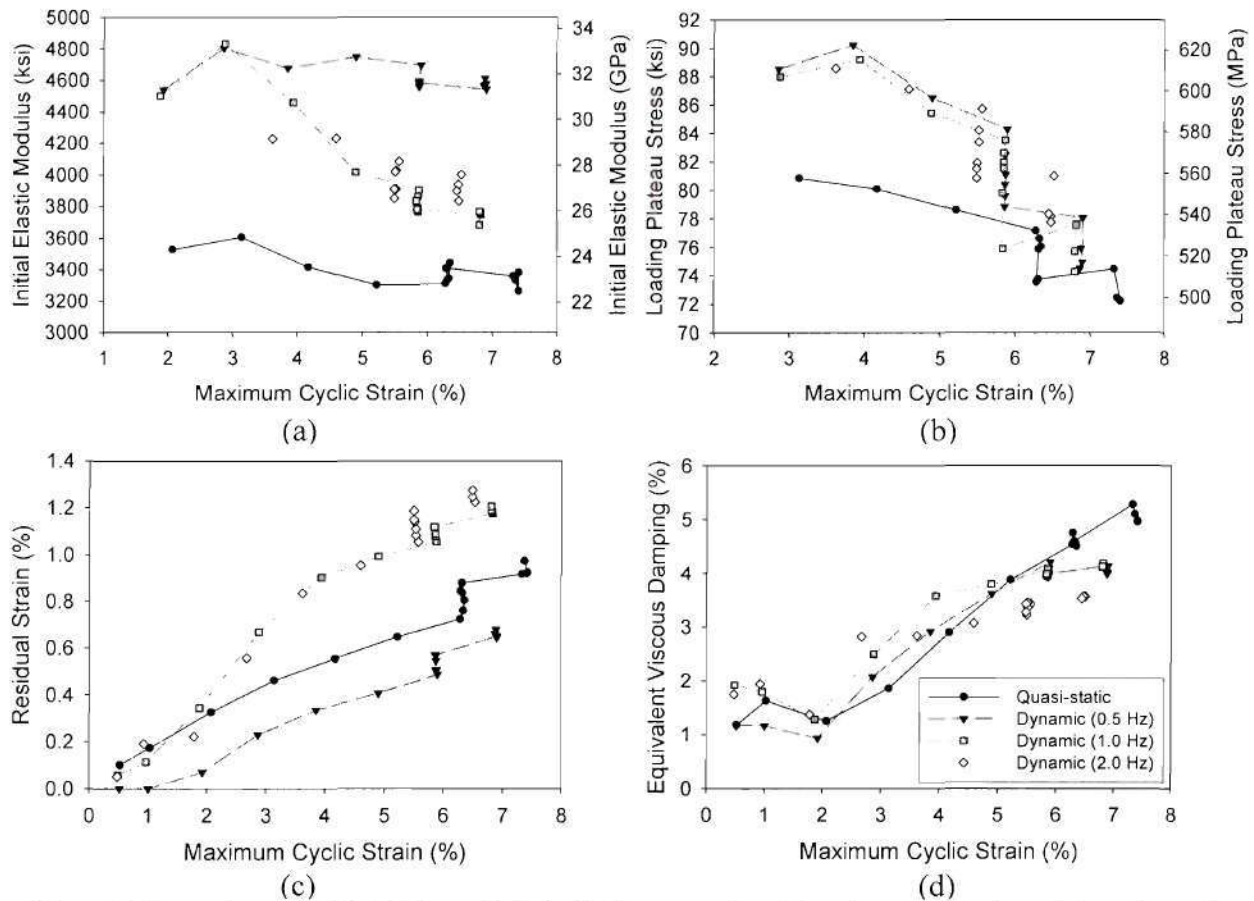 5000
4800
4600
4400
4200
4000
3800
3600
3400
3200
3000
Initial Elastic Modulus (ksi)
34
32
30
28
26
24
22
Initial Elastic Modulus (GPa)
1 2 3 4 5 6 7 8
Maximum Cyclic Strain (%)
(a)
92
90
88
86
84
82
80
78
76
74
72
70
Loading Plateau Stress (ksi)
620
600
580
560
540
520
500
Loading Plateau Stress (MPa)
2 3 4 5 6 7 8
Maximum Cyclic Strain (%)
(b)
1.4
1.2
1.0
0.8
0.6
0.4
0.2
0.0
Residual Strain (%)
0 1 2 3 4 5 6 7 8
Maximum Cyclic Strain (%)
(c)
6
5
4
3
2
1
0
Equivalent Viscous Damping (%)
Quasi-static
Dynamic (0.5 Hz)
Dynamic (1.0 Hz)
Dynamic (2.0 Hz)
0 1 2 3 4 5 6 7 8
Maximum Cyclic Strain (%)
(d)